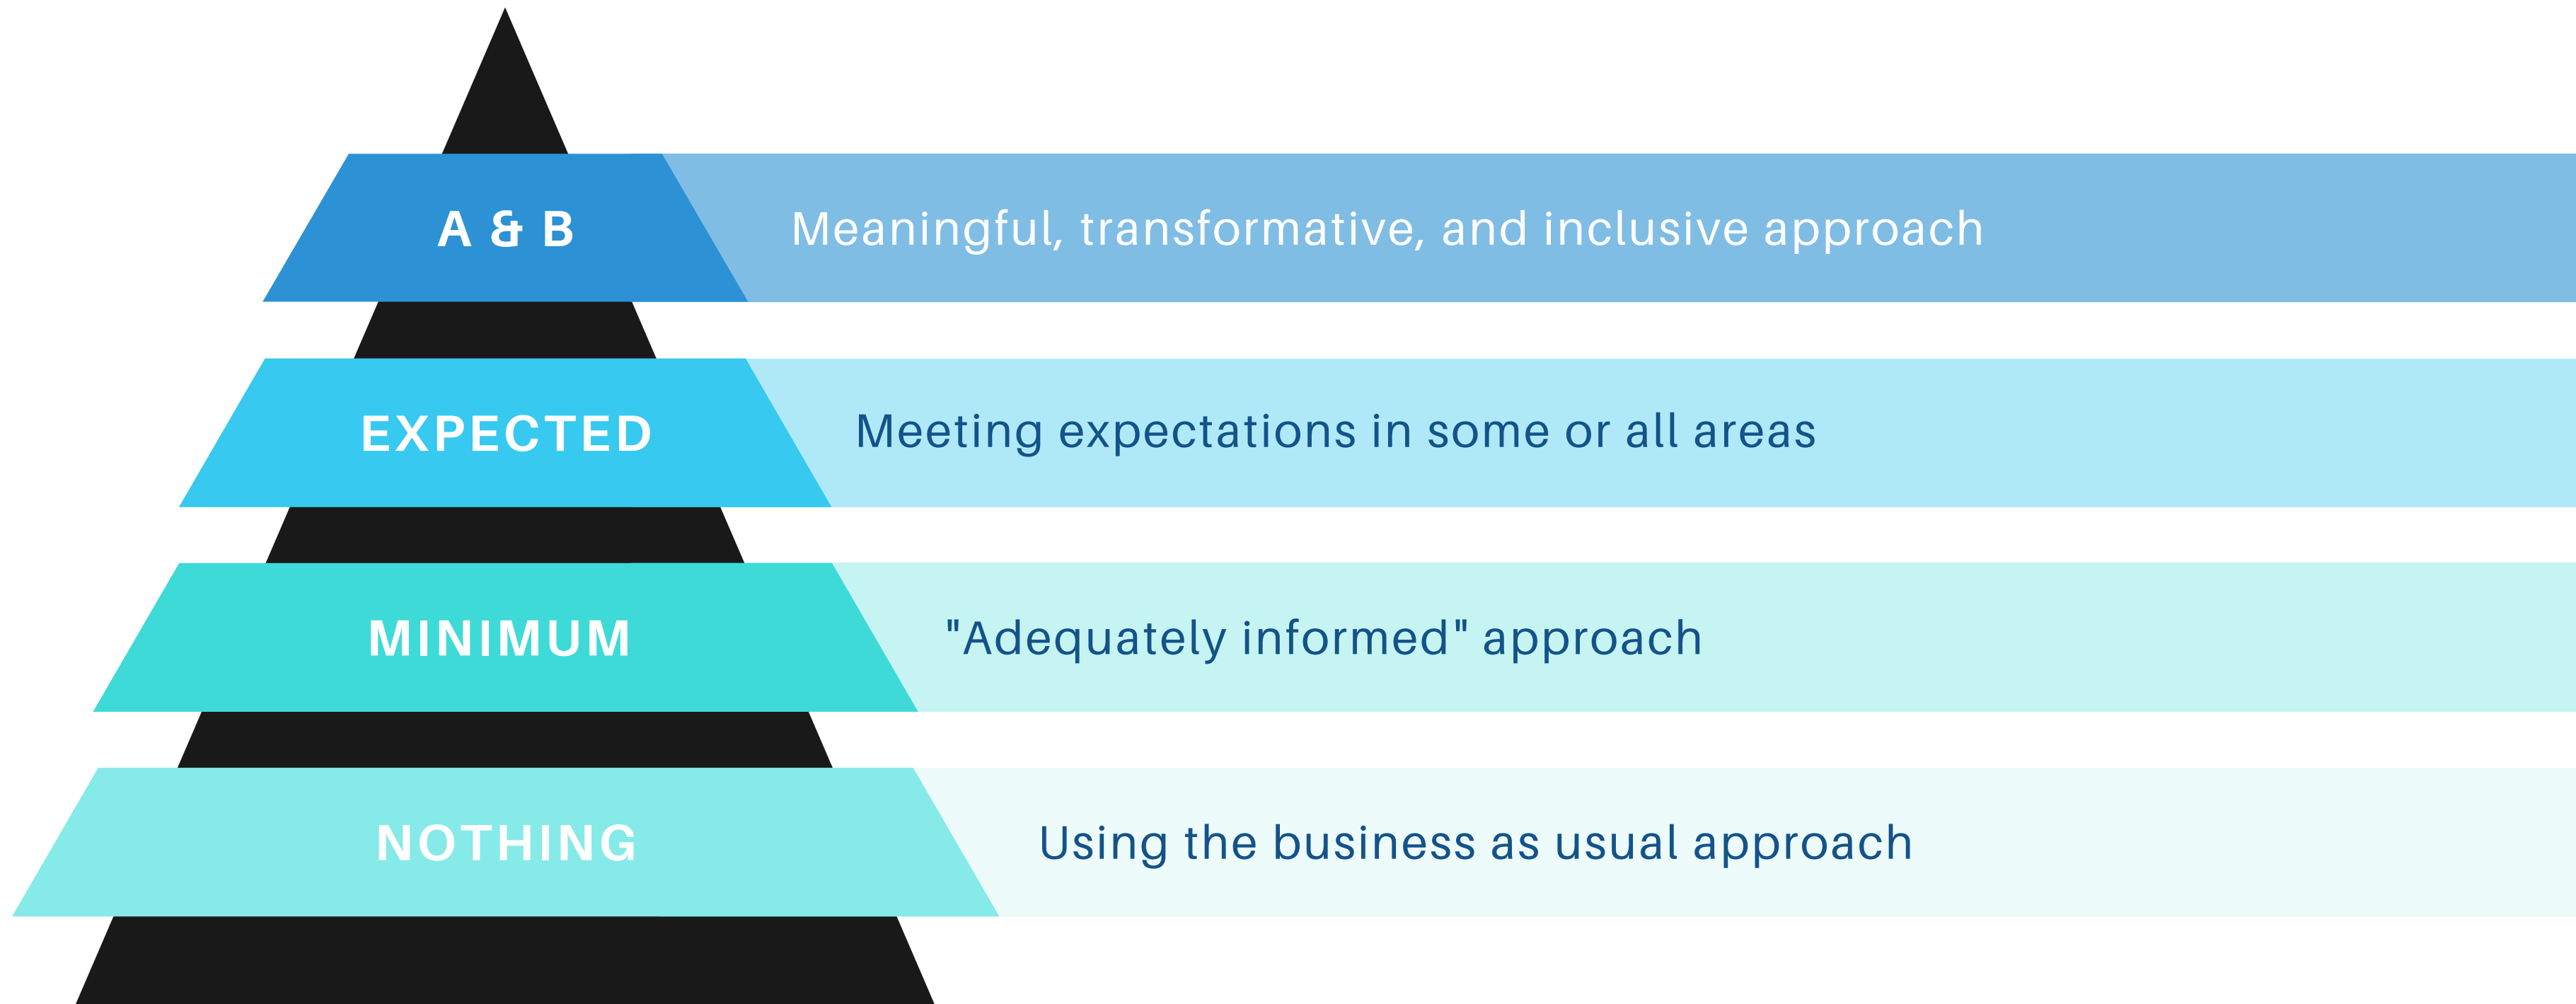 A & B
Meaningful, transformative, and inclusive approach
EXPECTED
Meeting expectations in some or all areas
MINIMUM
"Adequately informed" approach
NOTHING
Using the business as usual approach